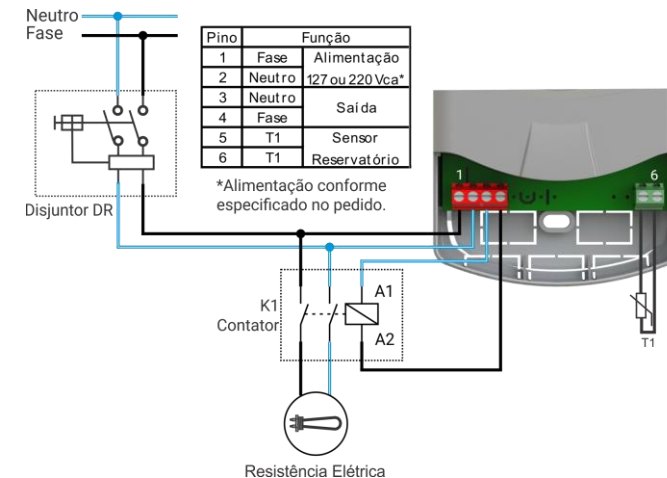 Neutro
Fase
Pino Função
1 Fase Alimentação
2 Neutro 127 ou 220 Vca*
3 Neutro Saída
4 Fase
5 T1 Sensor
6 T1 Reservatório
*Alimentação conforme
especificado no pedido.
1
6
Disjuntor DR
K1
Contator
A1
A2
T1
Resistência Elétrica